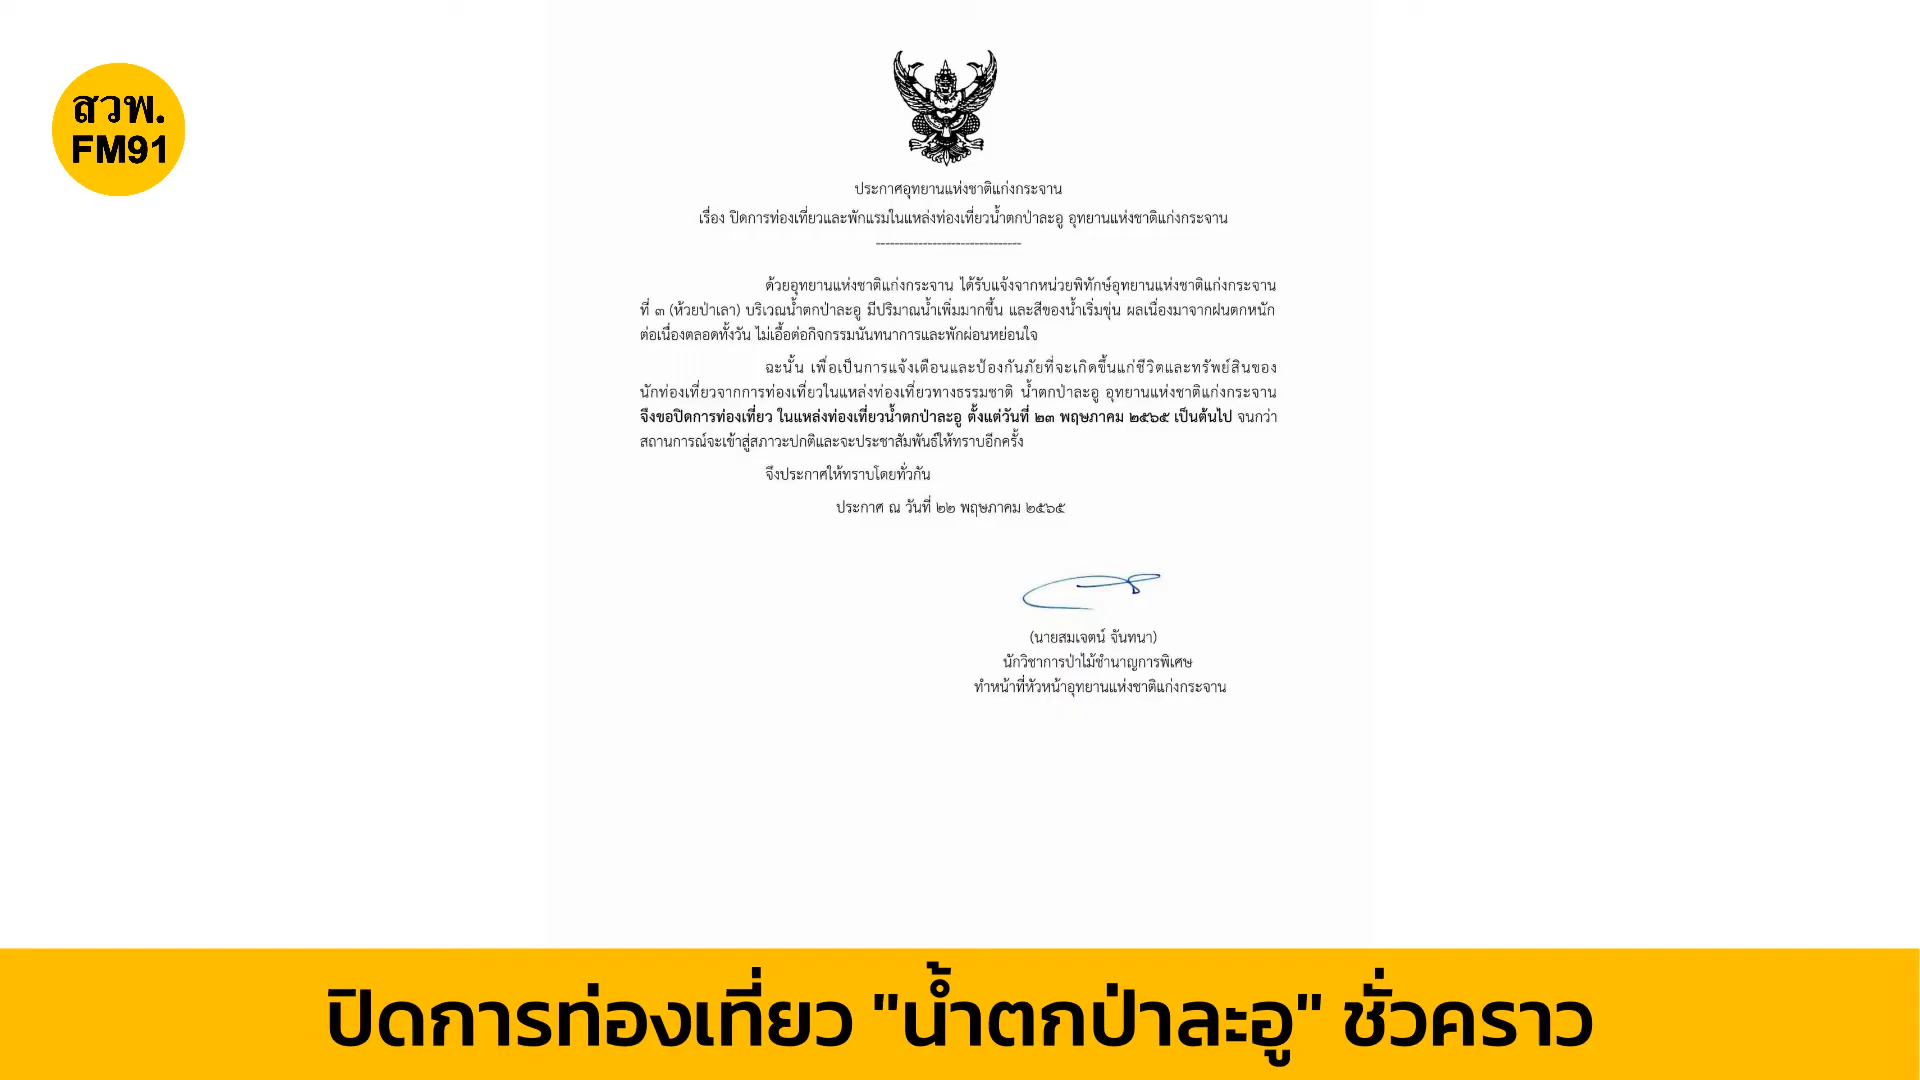 สวพ.
FM91
ประกาศอุทยานแห่งชาติแก่งกระจาน
เรื่อง ปิดการท่องเที่ยวและพักแรมในแหล่งท่องเที่ยวน้ำตกป่าละอู อุทยานแห่งชาติแก่งกระจาน
--------------------------------
ด้วยอุทยานแห่งชาติแก่งกระจาน ได้รับแจ้งจากหน่วยพิทักษ์อุทยานแห่งชาติแก่งกระจาน
ที่ ๓ (ห้วยป่าเลา) บริเวณน้ำตกป่าละอู มีปริมาณน้ำเพิ่มมากขึ้น และสีของน้ำเริ่มขุ่น ผลเนื่องมาจากฝนตกหนัก
ต่อเนื่องตลอดทั้งวัน ไม่เอื้อต่อกิจกรรมนันทนาการและพักผ่อนหย่อนใจ
ฉะนั้น เพื่อเป็นการแจ้งเตือนและป้องกันภัยที่จะเกิดขึ้นแก่ชีวิตและทรัพย์สินของ
นักท่องเที่ยวจากการท่องเที่ยวในแหล่งท่องเที่ยวทางธรรมชาติ น้ำตกป่าละอู อุทยานแห่งชาติแก่งกระจาน
จึงขอปิดการท่องเที่ยว ในแหล่งท่องเที่ยวน้ำตกป่าละอู ตั้งแต่วันที่ ๒๓ พฤษภาคม ๒๕๖๕ เป็นต้นไป จนกว่า
สถานการณ์จะเข้าสู่สภาวะปกติและจะประชาสัมพันธ์ให้ทราบอีกครั้ง
จึงประกาศให้ทราบโดยทั่วกัน
ประกาศ ณ วันที่ ๒๒ พฤษภาคม ๒๕๖๕
(นายสมเจตน์ จันทนา)
นักวิชาการป่าไม้ชำนาญการพิเศษ
ทำหน้าที่หัวหน้าอุทยานแห่งชาติแก่งกระจาน
ปิดการท่องเที่ยว "น้ำตกป่าละอู" ชั่วคราว